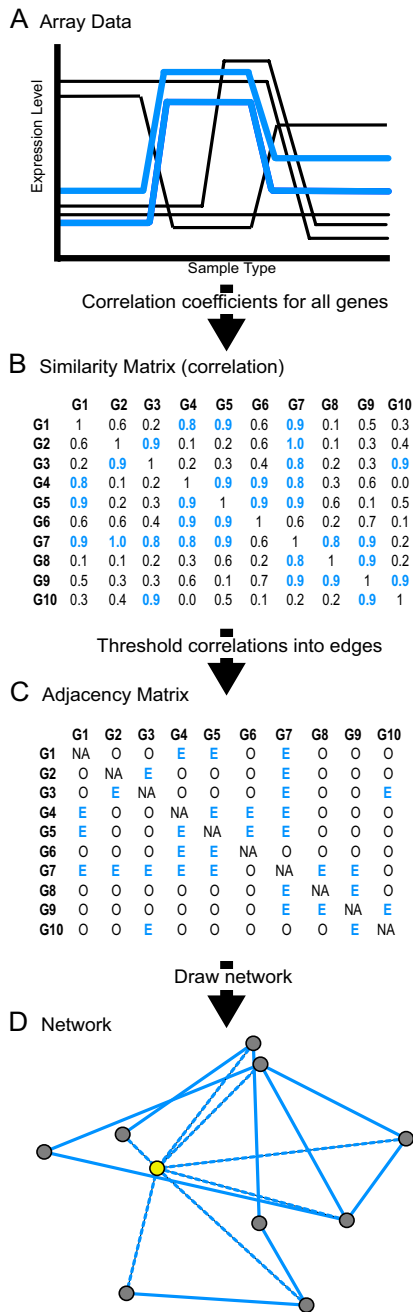 A Array Data
Expression Level
Sample Type
Correlation coefficients for all genes
B Similarity Matrix (correlation)
G1 G2 G3 G4 G5 G6 G7 G8 G9 G10
G1 1 0.6 0.2 0.8 0.9 0.6 0.9 0.1 0.5 0.3
G2 0.6 1 0.9 0.1 0.2 0.6 1.0 0.1 0.3 0.4
G3 0.2 0.9 1 0.2 0.3 0.4 0.8 0.2 0.3 0.9
G4 0.8 0.1 0.2 1 0.9 0.9 0.8 0.3 0.6 0.0
G5 0.9 0.2 0.3 0.9 1 0.9 0.9 0.6 0.1 0.5
G6 0.6 0.6 0.4 0.9 0.9 1 0.6 0.2 0.7 0.1
G7 0.9 1.0 0.8 0.8 0.9 0.6 1 0.8 0.9 0.2
G8 0.1 0.1 0.2 0.3 0.6 0.2 0.8 1 0.9 0.2
G9 0.5 0.3 0.3 0.6 0.1 0.7 0.9 0.9 1 0.9
G10 0.3 0.4 0.9 0.0 0.5 0.1 0.2 0.2 0.9 1
Threshold correlations into edges
C Adjacency Matrix
G1 G2 G3 G4 G5 G6 G7 G8 G9 G10
G1 NA O O E E O E O O O
G2 O NA E O O O E O O O
G3 O E NA O O O E O O E
G4 E O O NA E E E O O O
G5 E O O E NA E E O O O
G6 O O O E E NA O O O O
G7 E E E E E O NA E E O
G8 O O O O O O E NA E O
G9 O O O O O O E E NA E
G10 O O E O O O O O E NA
Draw network
D Network